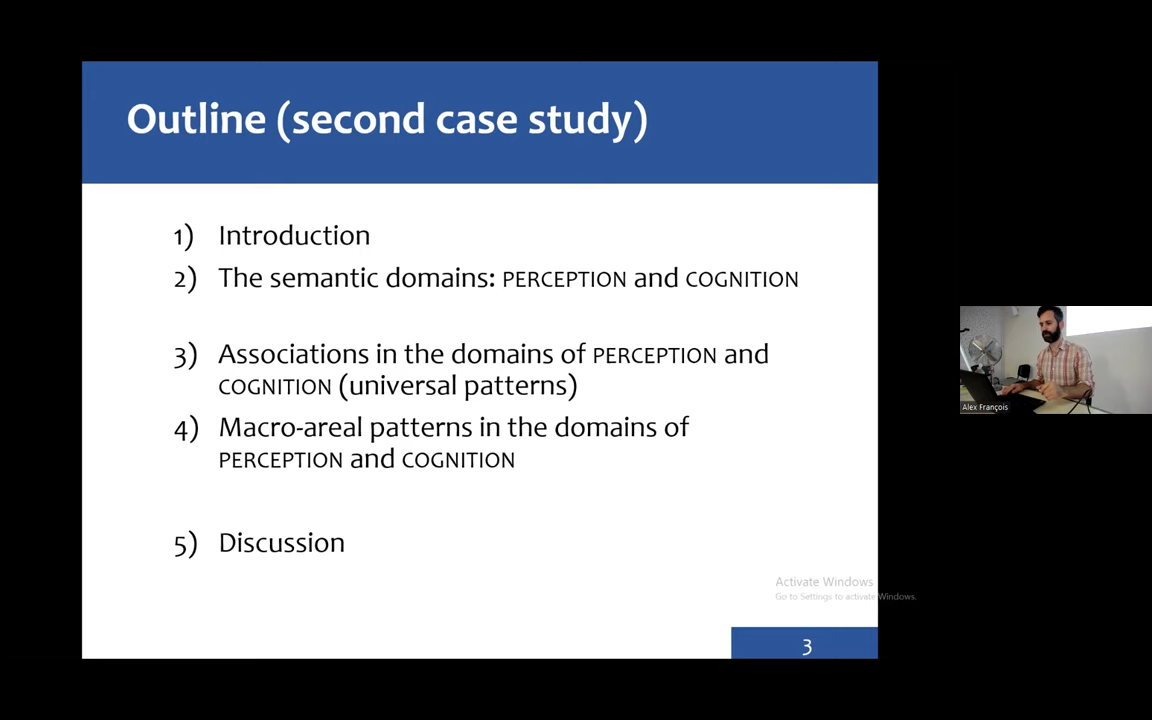 Outline (second case study)
1) Introduction
2) The semantic domains: PERCEPTION and COGNITION
3) Associations in the domains of PERCEPTION and
COGNITION (universal patterns)
4) Macro-areal patterns in the domains of
PERCEPTION and COGNITION
5) Discussion
Activate Windows
Go to Settings to activate Windows.
3
Alex François